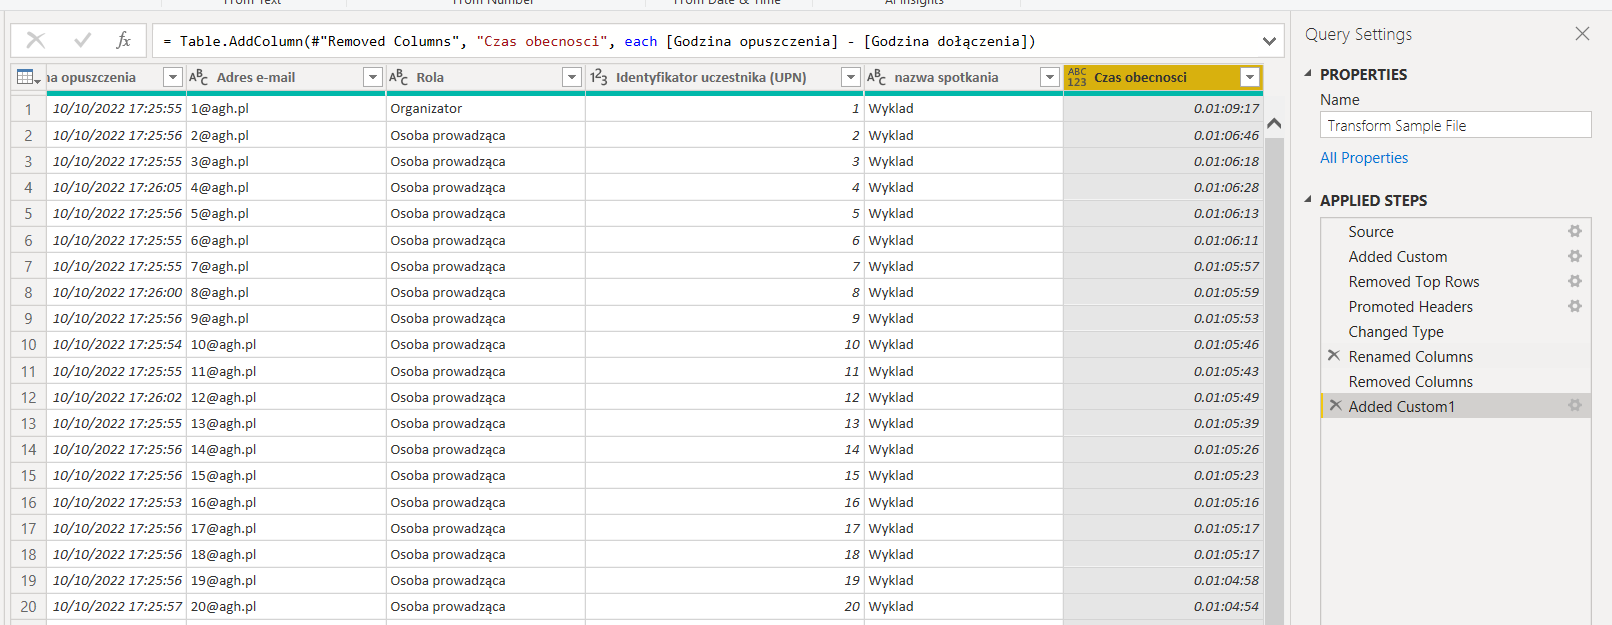 From Text From Number From Date & Time AI Insights
fx = Table.AddColumn(#"Removed Columns", "Czas obecnosci", each [Godzina opuszczenia] - [Godzina dołączenia])
na opuszczenia ABC Adres e-mail ABC Rola 123 Identyfikator uczestnika (UPN) ABC nazwa spotkania ABC 123 Czas obecnosci
1 10/10/2022 17:25:55 1@agh.pl Organizator 1 Wyklad 0.01:09:17
2 10/10/2022 17:25:56 2@agh.pl Osoba prowadząca 2 Wyklad 0.01:06:46
3 10/10/2022 17:25:55 3@agh.pl Osoba prowadząca 3 Wyklad 0.01:06:18
4 10/10/2022 17:26:05 4@agh.pl Osoba prowadząca 4 Wyklad 0.01:06:28
5 10/10/2022 17:25:56 5@agh.pl Osoba prowadząca 5 Wyklad 0.01:06:13
6 10/10/2022 17:25:55 6@agh.pl Osoba prowadząca 6 Wyklad 0.01:06:11
7 10/10/2022 17:25:55 7@agh.pl Osoba prowadząca 7 Wyklad 0.01:05:57
8 10/10/2022 17:26:00 8@agh.pl Osoba prowadząca 8 Wyklad 0.01:05:59
9 10/10/2022 17:25:56 9@agh.pl Osoba prowadząca 9 Wyklad 0.01:05:53
10 10/10/2022 17:25:54 10@agh.pl Osoba prowadząca 10 Wyklad 0.01:05:46
11 10/10/2022 17:25:55 11@agh.pl Osoba prowadząca 11 Wyklad 0.01:05:43
12 10/10/2022 17:26:02 12@agh.pl Osoba prowadząca 12 Wyklad 0.01:05:49
13 10/10/2022 17:25:55 13@agh.pl Osoba prowadząca 13 Wyklad 0.01:05:39
14 10/10/2022 17:25:56 14@agh.pl Osoba prowadząca 14 Wyklad 0.01:05:26
15 10/10/2022 17:25:56 15@agh.pl Osoba prowadząca 15 Wyklad 0.01:05:23
16 10/10/2022 17:25:53 16@agh.pl Osoba prowadząca 16 Wyklad 0.01:05:16
17 10/10/2022 17:25:56 17@agh.pl Osoba prowadząca 17 Wyklad 0.01:05:17
18 10/10/2022 17:25:56 18@agh.pl Osoba prowadząca 18 Wyklad 0.01:05:17
19 10/10/2022 17:25:56 19@agh.pl Osoba prowadząca 19 Wyklad 0.01:04:58
20 10/10/2022 17:25:57 20@agh.pl Osoba prowadząca 20 Wyklad 0.01:04:54
Query Settings
PROPERTIES
Name
Transform Sample File
All Properties
APPLIED STEPS
Source
Added Custom
Removed Top Rows
Promoted Headers
Changed Type
Renamed Columns
Removed Columns
Added Custom1